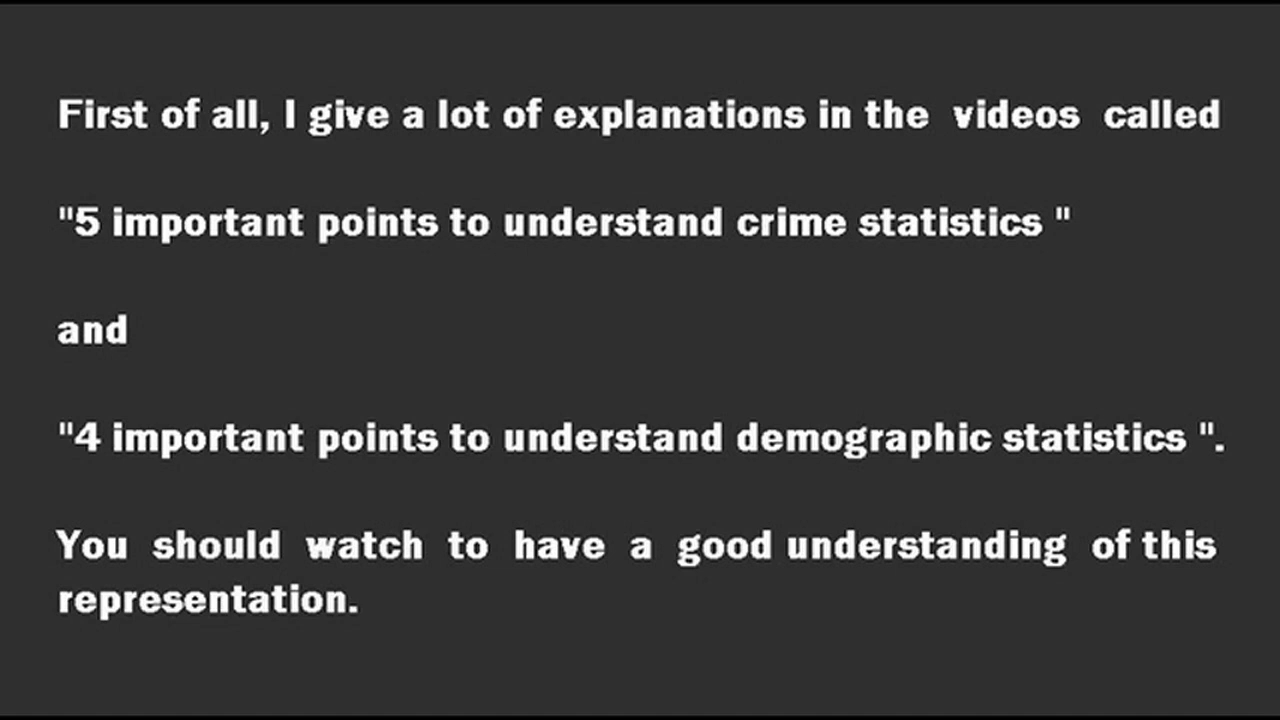 First of all, I give a lot of explanations in the videos called
"5 important points to understand crime statistics "
and
"4 important points to understand demographic statistics ".
You should watch to have a good understanding of this
representation.